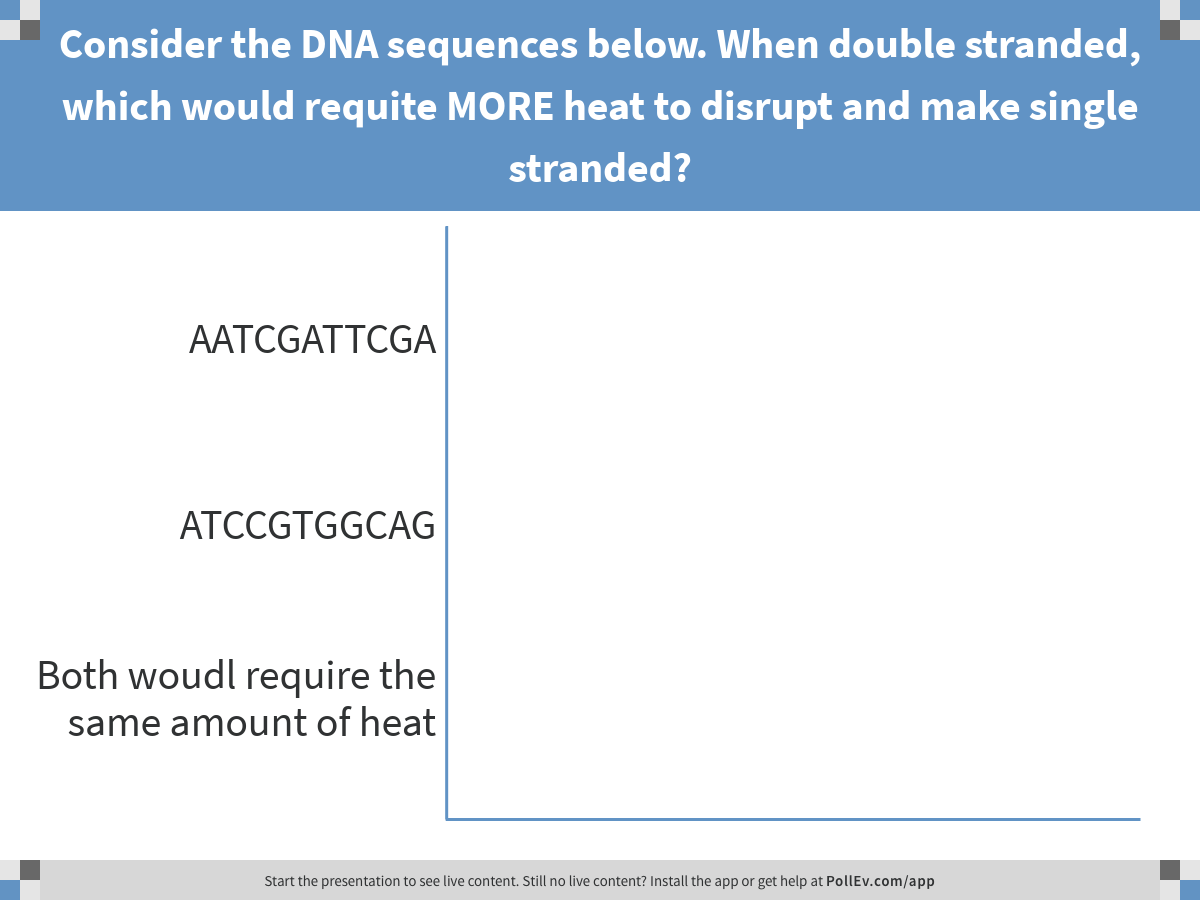 Consider the DNA sequences below. When double stranded,
which would requite MORE heat to disrupt and make single
stranded?
AATCGATTCGA
ATCCGTGGCAG
Both woudl require the
same amount of heat
Start the presentation to see live content. Still no live content? Install the app or get help at PollEv.com/app